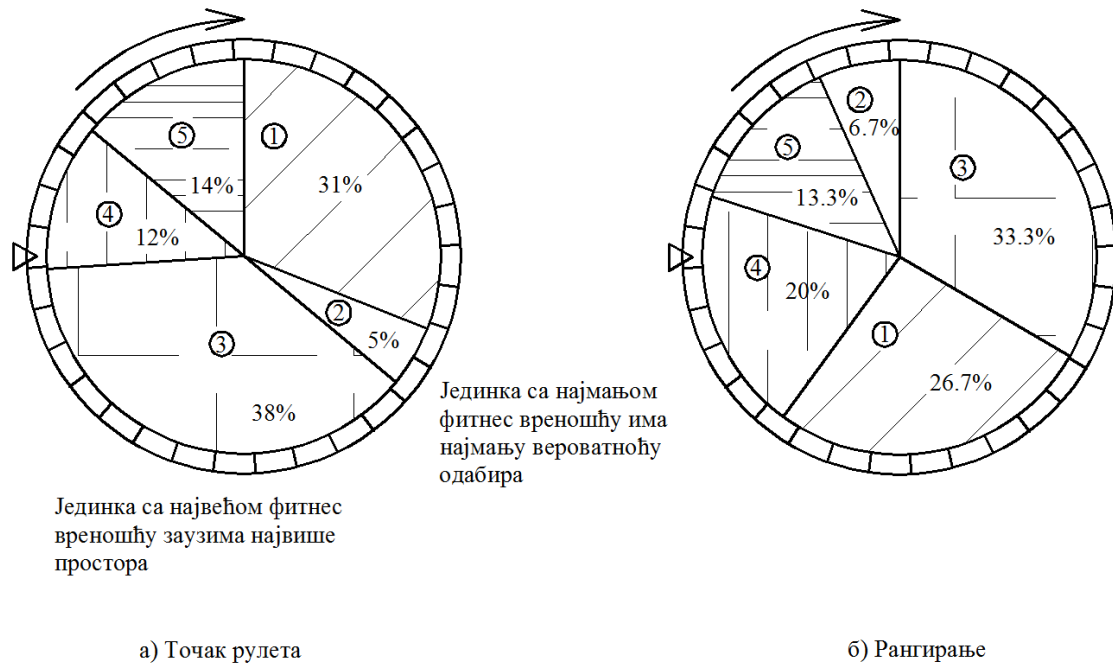 5
1
14%
31%
4
12%
2
5%
3
38%
2
6.7%
3
5
13.3%
33.3%
4
20%
1
26.7%
Јединка са најмањом
фитнес вреношћу има
најмању вероватноћу
одабира
Јединка са највећом фитнес
вреношћу заузима највише
простора
а) Точак рулета
б) Рангирање